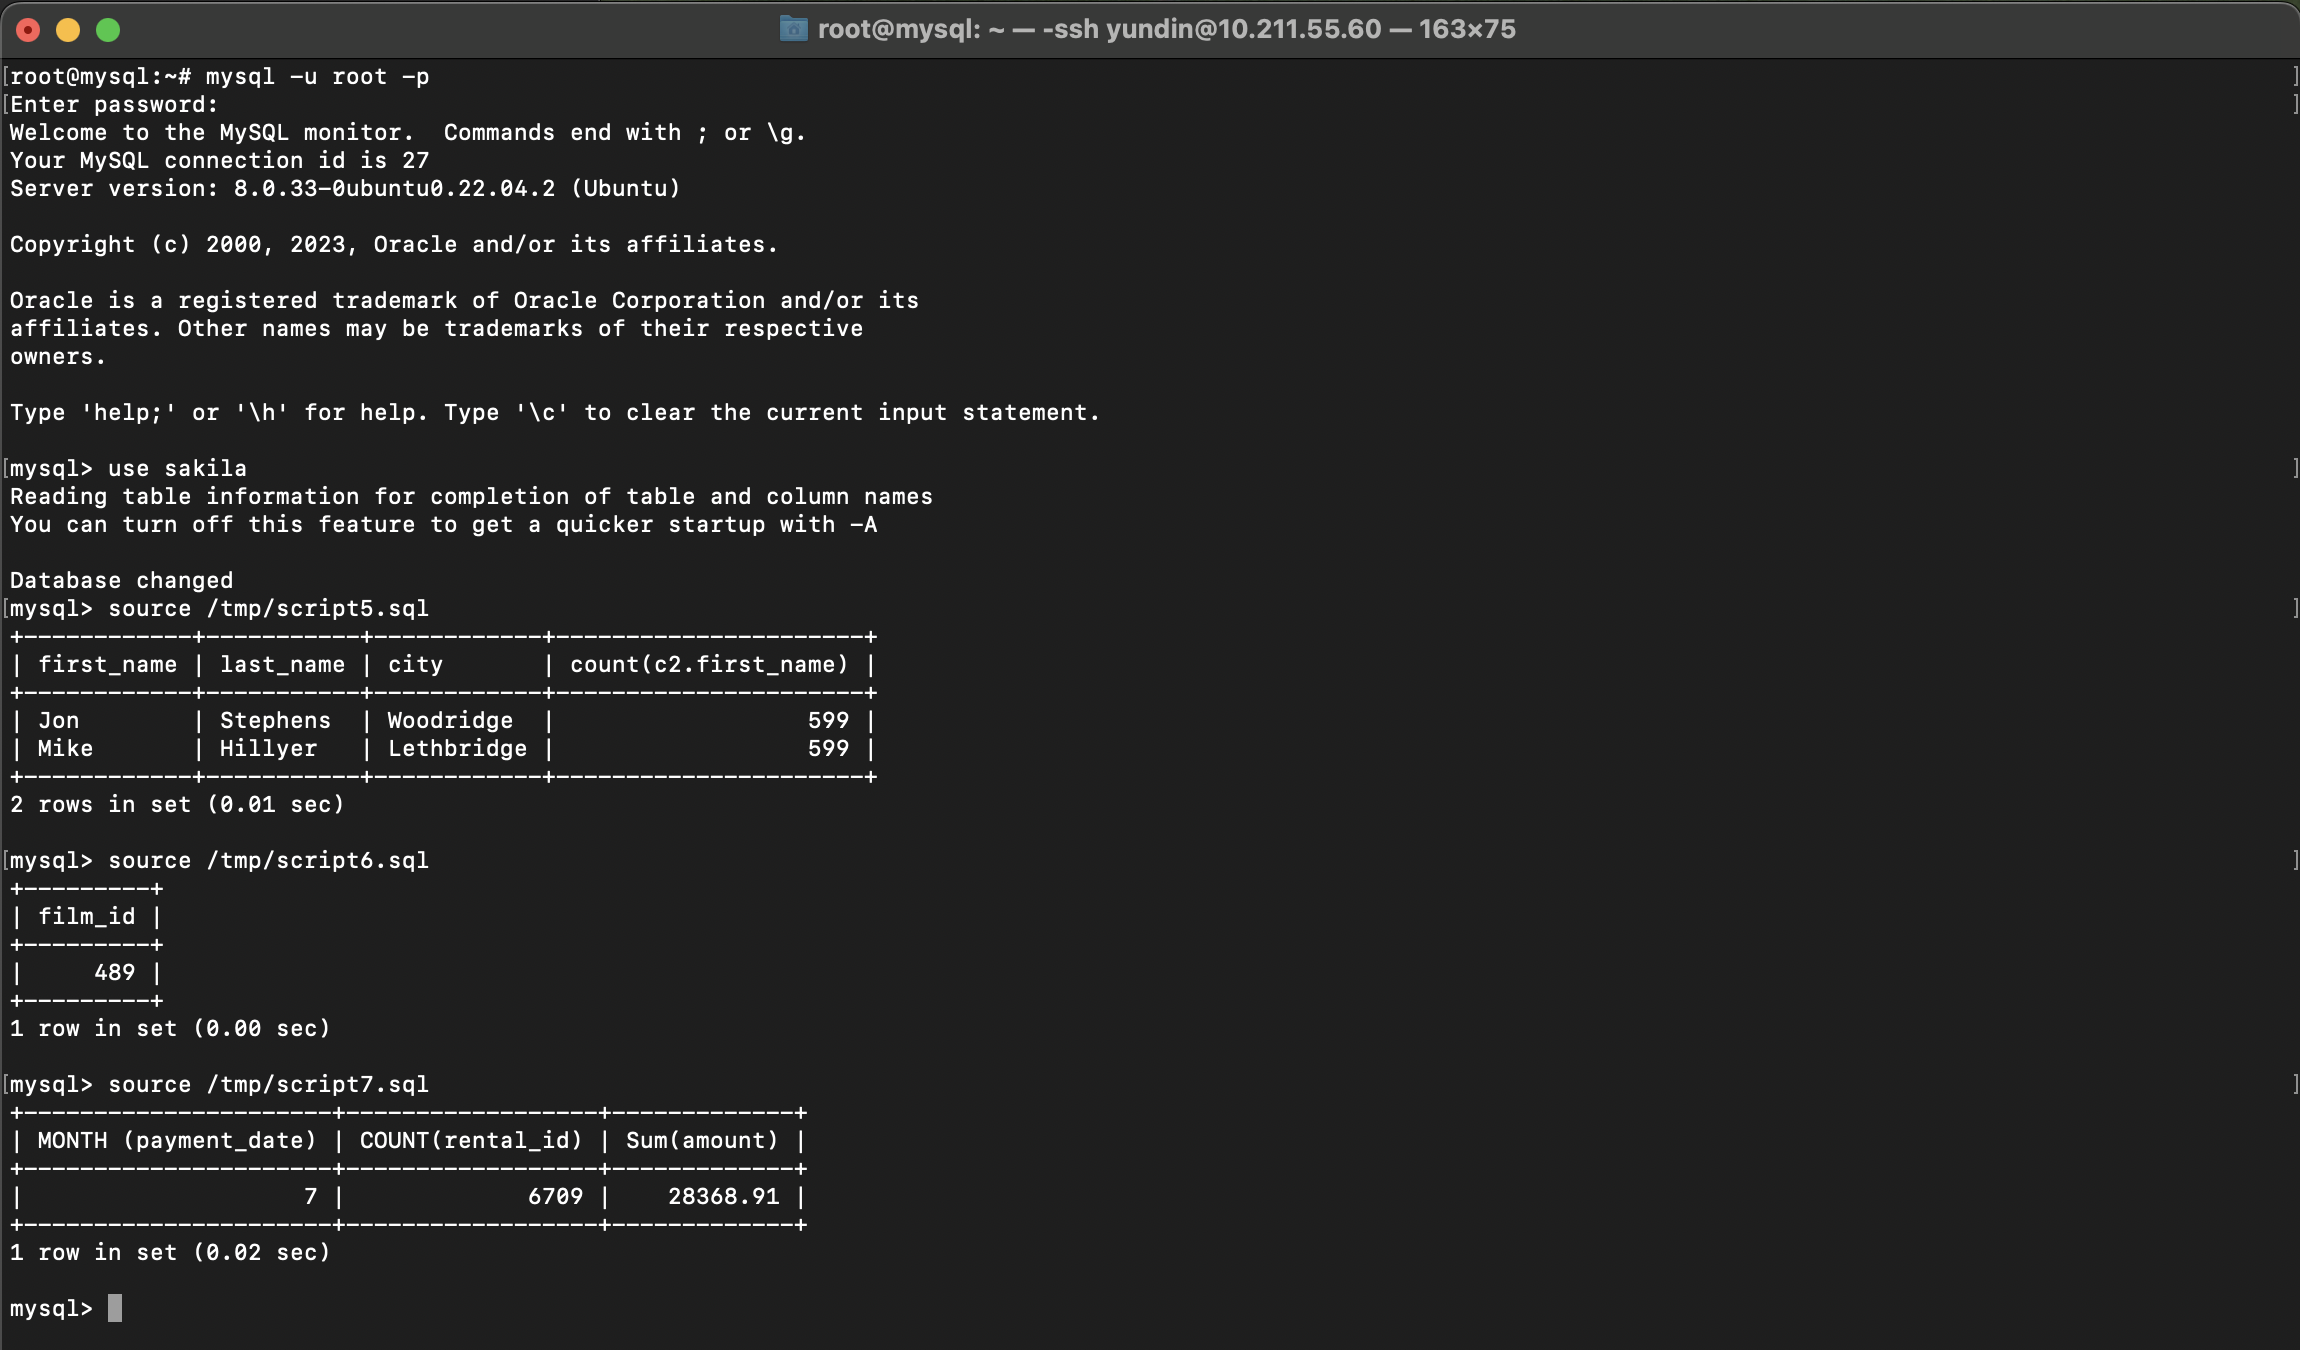 root@mysql: ~ — -ssh yundin@10.211.55.60 — 163×75
[root@mysql:~# mysql -u root -p ]
[Enter password: ]
Welcome to the MySQL monitor.  Commands end with ; or \g.
Your MySQL connection id is 27
Server version: 8.0.33-0ubuntu0.22.04.2 (Ubuntu)
Copyright (c) 2000, 2023, Oracle and/or its affiliates.
Oracle is a registered trademark of Oracle Corporation and/or its
affiliates. Other names may be trademarks of their respective
owners.
Type 'help;' or '\h' for help. Type '\c' to clear the current input statement.
[mysql> use sakila ]
Reading table information for completion of table and column names
You can turn off this feature to get a quicker startup with -A
Database changed
[mysql> source /tmp/script5.sql ]
+------------+-----------+------------+----------------------+
| first_name | last_name | city       | count(c2.first_name) |
+------------+-----------+------------+----------------------+
| Jon        | Stephens  | Woodridge  |                  599 |
| Mike       | Hillyer   | Lethbridge |                  599 |
+------------+-----------+------------+----------------------+
2 rows in set (0.01 sec)
[mysql> source /tmp/script6.sql ]
+---------+
| film_id |
+---------+
|     489 |
+---------+
1 row in set (0.00 sec)
[mysql> source /tmp/script7.sql ]
+----------------------+------------------+-------------+
| MONTH (payment_date) | COUNT(rental_id) | Sum(amount) |
+----------------------+------------------+-------------+
|                    7 |             6709 |    28368.91 |
+----------------------+------------------+-------------+
1 row in set (0.02 sec)
mysql>